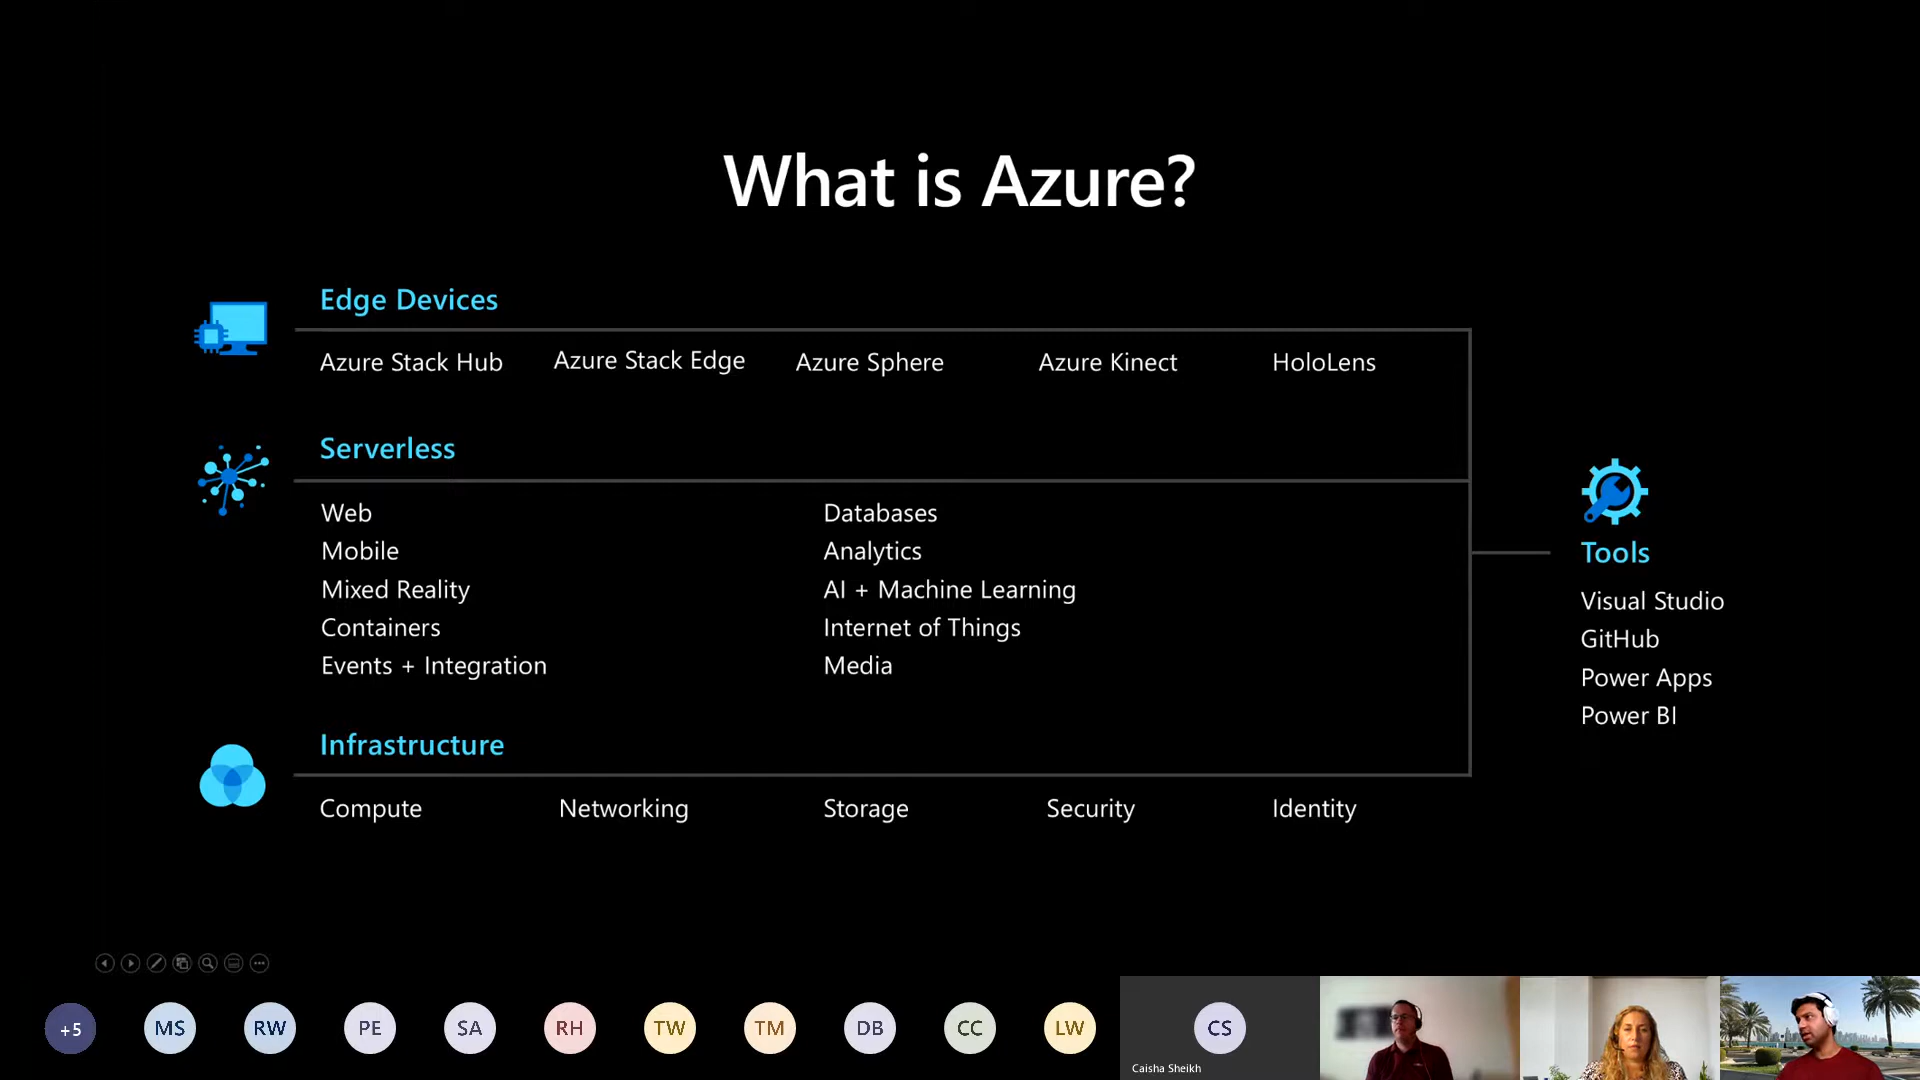 What is Azure?
Edge Devices
Azure Stack Hub Azure Stack Edge Azure Sphere Azure Kinect HoloLens
Serverless
Web
Mobile
Mixed Reality
Containers
Events + Integration
Databases
Analytics
AI + Machine Learning
Internet of Things
Media
Infrastructure
Compute Networking Storage Security Identity
Tools
Visual Studio
GitHub
Power Apps
Power BI
+5 MS RW PE SA RH TW TM DB CC LW CS
Caisha Sheikh